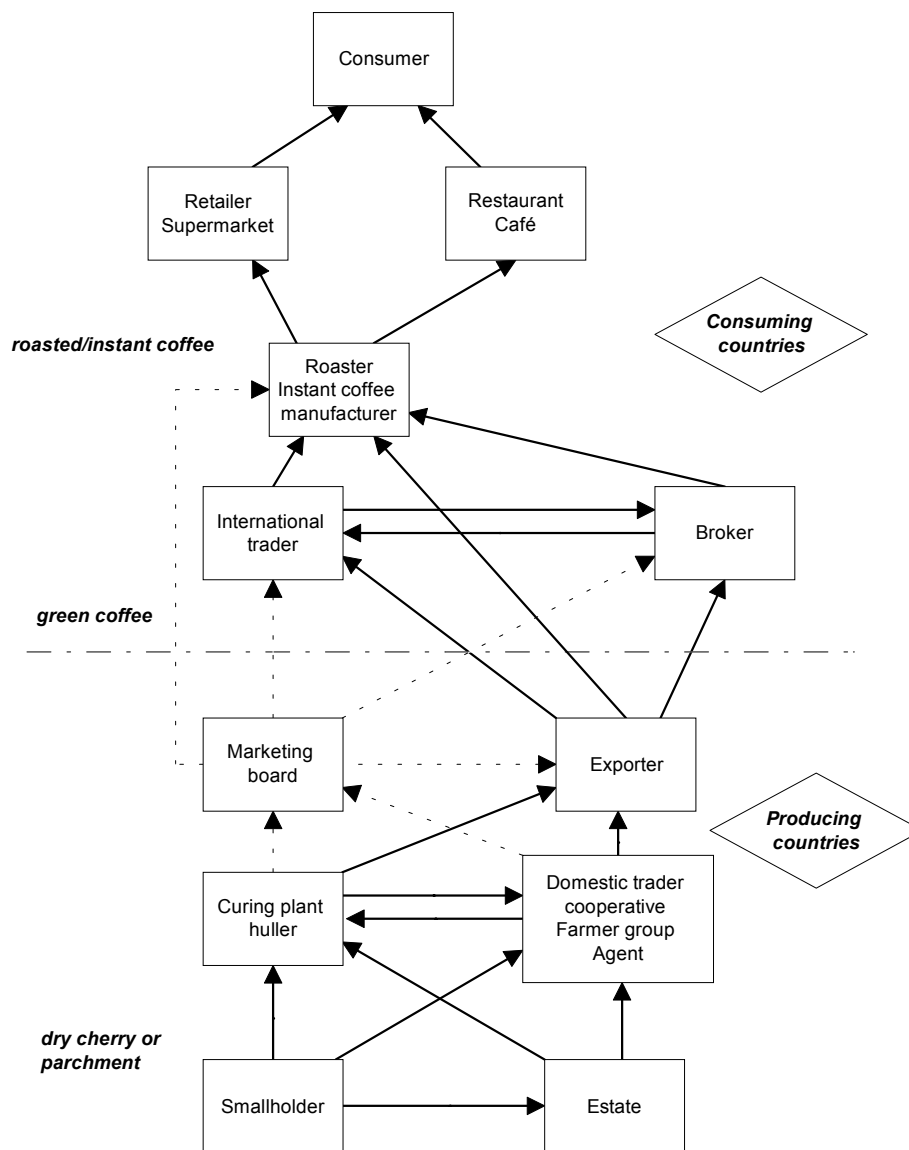 Consumer
Retailer
Supermarket
Restaurant
Café
Consuming
countries
roasted/instant coffee
Roaster
Instant coffee
manufacturer
International
trader
Broker
green coffee
Marketing
board
Exporter
Producing
countries
Curing plant
huller
Domestic trader
cooperative
Farmer group
Agent
dry cherry or
parchment
Smallholder
Estate